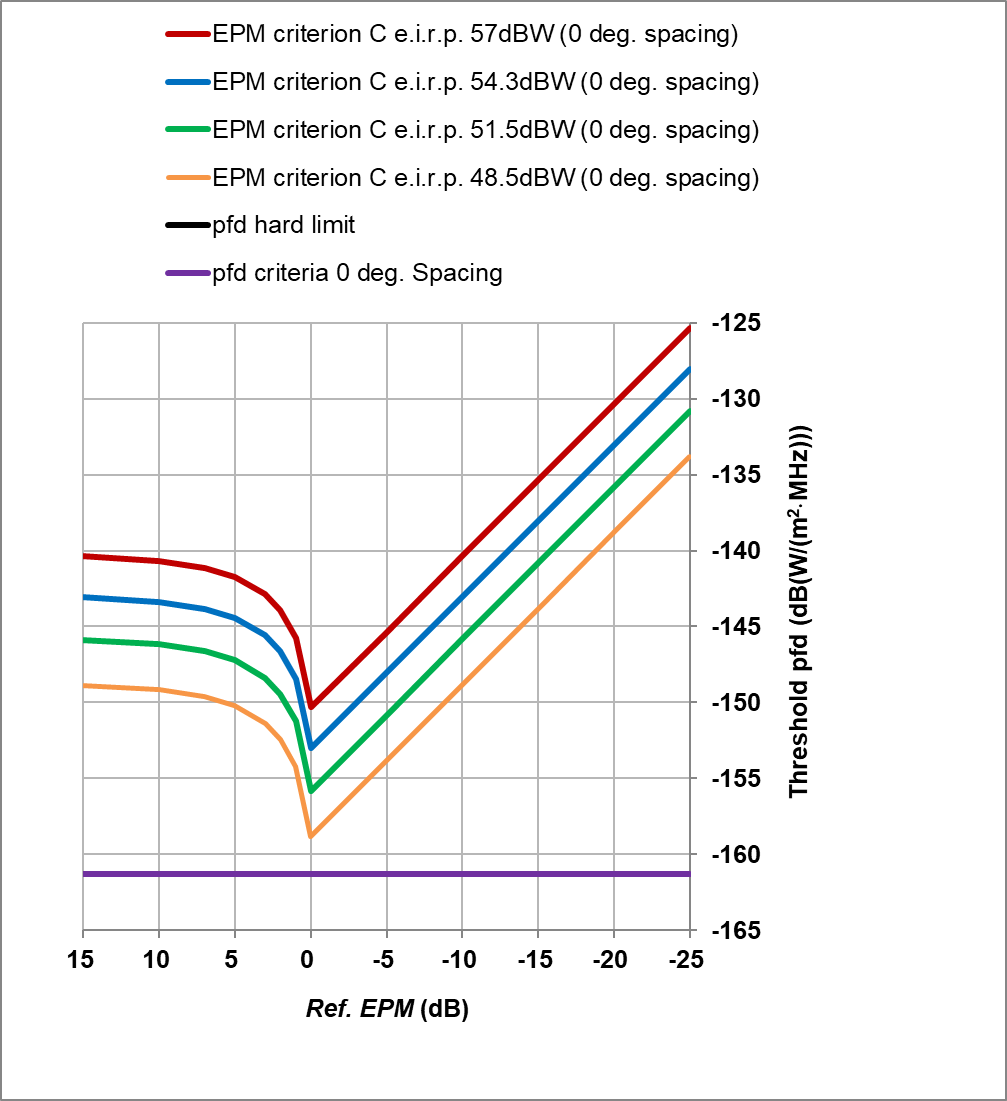 EPM criterion C e.i.r.p. 57dBW (0 deg. spacing)
EPM criterion C e.i.r.p. 54.3dBW (0 deg. spacing)
EPM criterion C e.i.r.p. 51.5dBW (0 deg. spacing)
EPM criterion C e.i.r.p. 48.5dBW (0 deg. spacing)
pfd hard limit
pfd criteria 0 deg. Spacing
-125
-130
-135
-140
-145
-150
-155
-160
-165
Threshold pfd (dB(W/(m²·MHz)))
15 10 5 0 -5 -10 -15 -20 -25
Ref. EPM (dB)